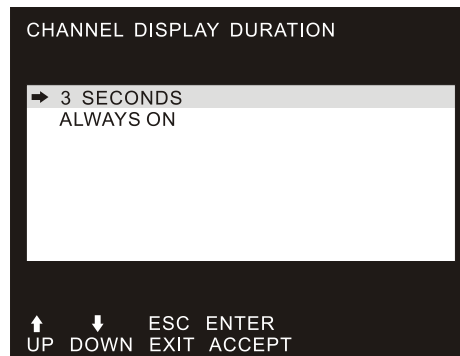 CHANNEL DISPLAY DURATION
➡ 3 SECONDS
ALWAYS ON
⬆ ⬇ ESC ENTER
UP DOWN EXIT ACCEPT